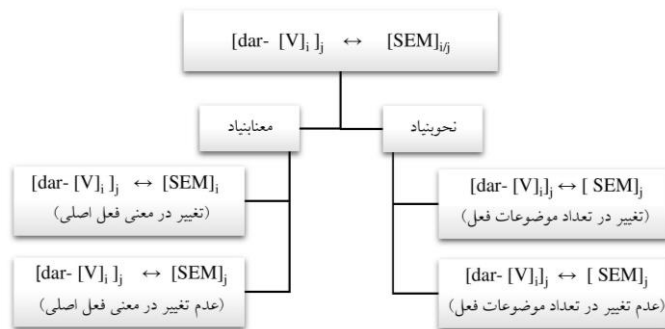 [dar- [V]i ]j ↔ [SEM]i/j
نحوبنیاد
معنابنیاد
[dar- [V]i]j ↔ [ SEM]j
(تغییر در تعداد موضوعات فعل)
[dar- [V]i ]j ↔ [SEM]i
(تغییر در معنی فعل اصلی)
[dar- [V]i]j ↔ [ SEM]j
(عدم تغییر در تعداد موضوعات فعل)
[dar- [V]i ]j ↔ [SEM]j
(عدم تغییر در معنی فعل اصلی)